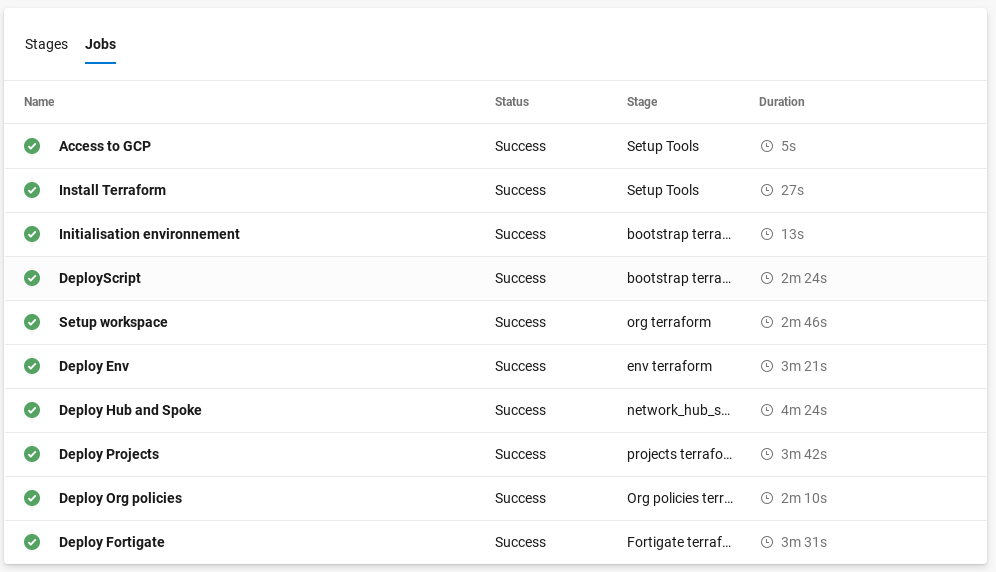 Stages Jobs
Name Status Stage Duration
Access to GCP Success Setup Tools 5s
Install Terraform Success Setup Tools 27s
Initialisation environnement Success bootstrap terra... 13s
DeployScript Success bootstrap terra... 2m 24s
Setup workspace Success org terraform 2m 46s
Deploy Env Success env terraform 3m 21s
Deploy Hub and Spoke Success network_hub_s... 4m 24s
Deploy Projects Success projects terrafo... 3m 42s
Deploy Org policies Success Org policies terr... 2m 10s
Deploy Fortigate Success Fortigate terraf... 3m 31s